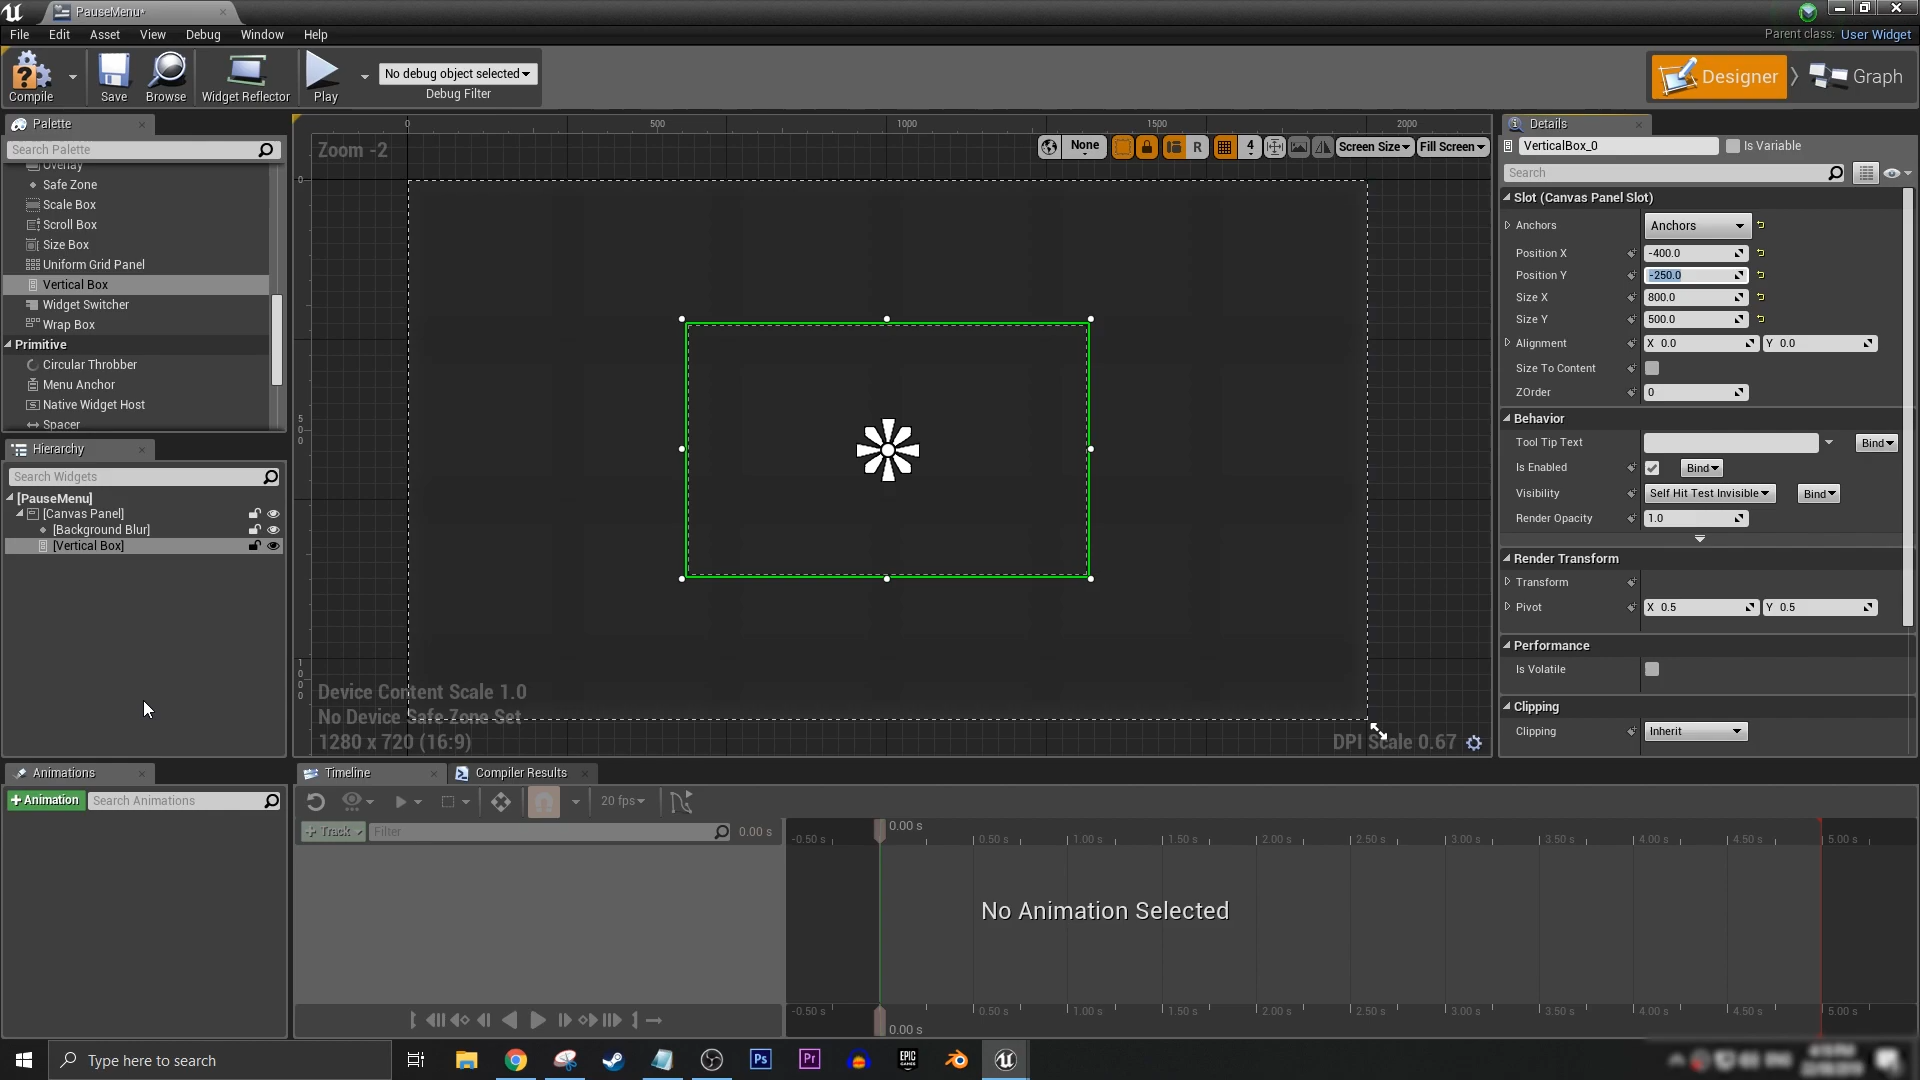 PauseMenu*
File Edit Asset View Debug Window Help
Parent class: User Widget
Compile
Save
Browse
Widget Reflector
Play
No debug object selected
Debug Filter
Designer
Graph
Palette
Search Palette
Overlay
Safe Zone
Scale Box
Scroll Box
Size Box
Uniform Grid Panel
Vertical Box
Widget Switcher
Wrap Box
Primitive
Circular Throbber
Menu Anchor
Native Widget Host
Spacer
Hierarchy
Search Widgets
[PauseMenu]
[Canvas Panel]
[Background Blur]
[Vertical Box]
Animations
+Animation
Search Animations
0 500 1000 1500 2000
Zoom -2
None
R
4
Screen Size
Fill Screen
0
500
1000
Device Content Scale 1.0
No Device Safe Zone Set
1280 x 720 (16:9)
DPI Scale 0.67
Details
VerticalBox_0
Is Variable
Search
Slot (Canvas Panel Slot)
Anchors Anchors
Position X -400.0
Position Y -250.0
Size X 800.0
Size Y 500.0
Alignment X 0.0 Y 0.0
Size To Content
ZOrder 0
Behavior
Tool Tip Text Bind
Is Enabled Bind
Visibility Self Hit Test Invisible Bind
Render Opacity 1.0
Render Transform
Transform
Pivot X 0.5 Y 0.5
Performance
Is Volatile
Clipping
Clipping Inherit
Timeline
Compiler Results
20 fps
+ Track
Filter
0.00 s
0.00 s
-0.50 s 0.50 s 1.00 s 1.50 s 2.00 s 2.50 s 3.00 s 3.50 s 4.00 s 4.50 s 5.00 s
No Animation Selected
-0.50 s 0.50 s 1.00 s 1.50 s 2.00 s 2.50 s 3.00 s 3.50 s 4.00 s 4.50 s 5.00 s
0.00 s
Type here to search
Ps
Pr
EPIC
GAMES